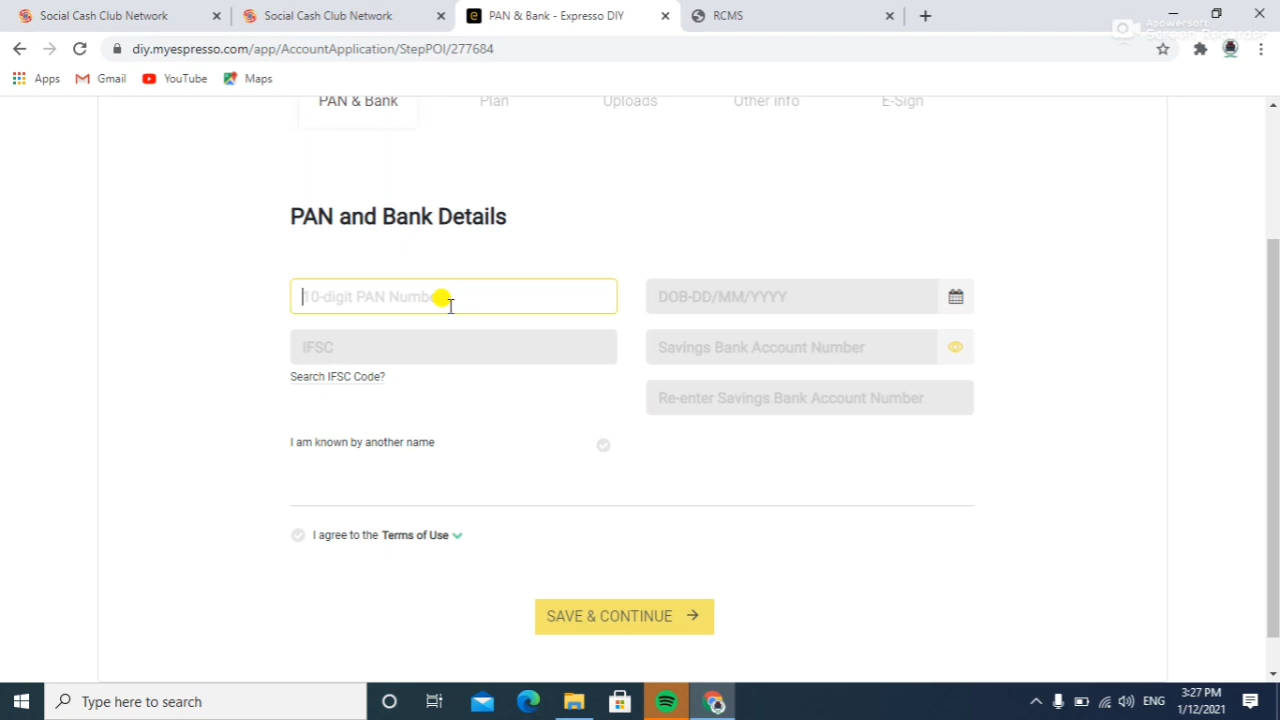 Social Cash Club Network
Social Cash Club Network
PAN & Bank - Expresso DIY
RCMS
Apowersoft
Screen Recorder
diy.myespresso.com/app/AccountApplication/StepPOI/277684
Apps
Gmail
YouTube
Maps
PAN & Bank
Plan
Uploads
Other info
E-Sign
PAN and Bank Details
10-digit PAN Number
DOB-DD/MM/YYYY
IFSC
Savings Bank Account Number
Search IFSC Code?
Re-enter Savings Bank Account Number
I am known by another name
I agree to the Terms of Use
SAVE & CONTINUE
Type here to search
ENG
3:27 PM
1/12/2021